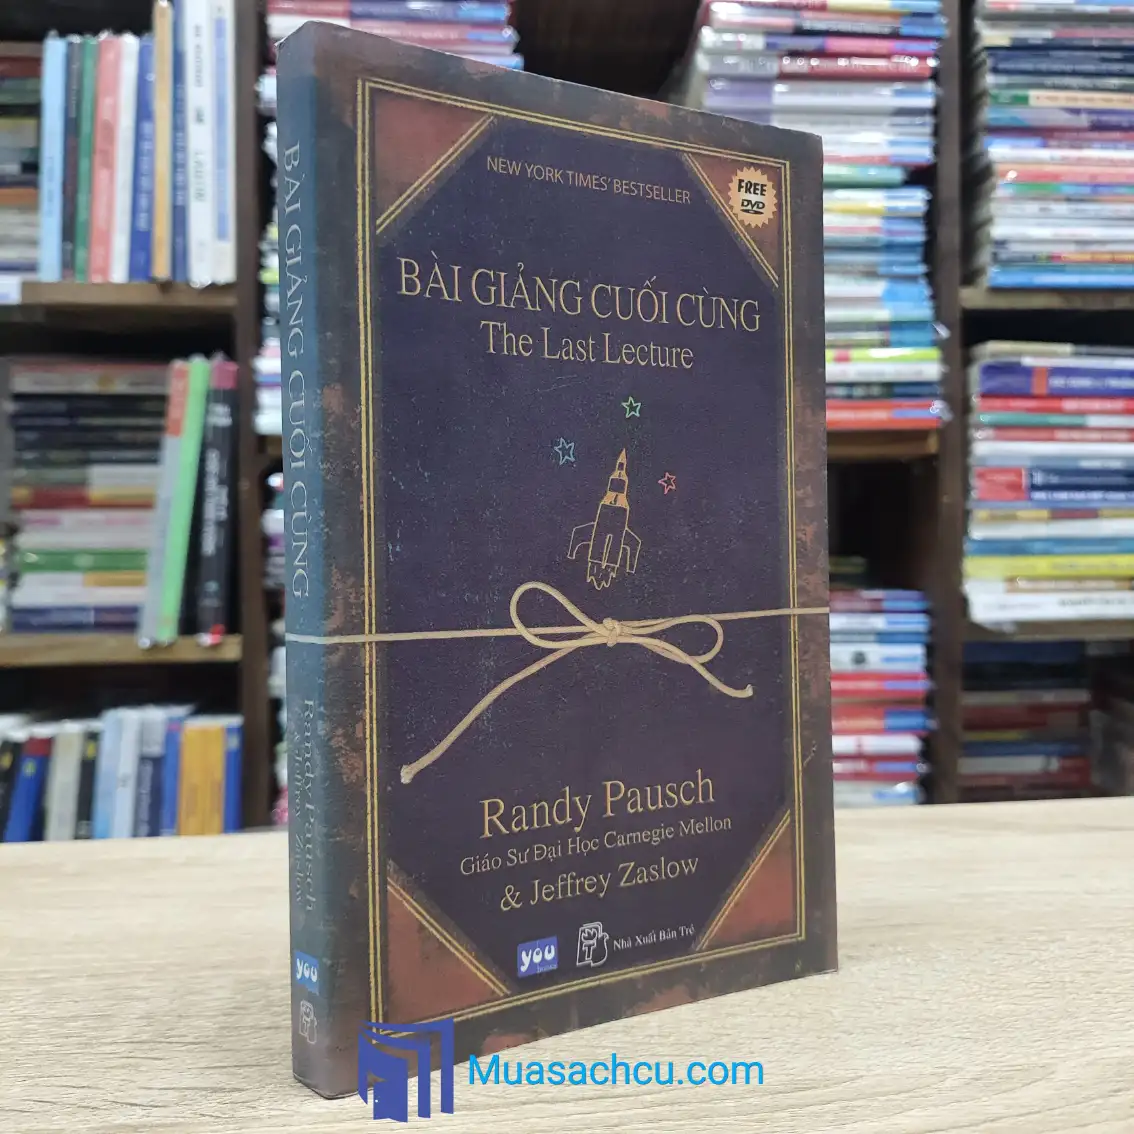 NEW YORK TIMES' BESTSELLER
FREE
DVD
BÀI GIẢNG CUỐI CÙNG
The Last Lecture
Randy Pausch
Giáo Sư Đại Học Carnegie Mellon
& Jeffrey Zaslow
you
books
Nhà Xuất Bản Trẻ
BÀI GIẢNG CUỐI CÙNG
Randy Pausch
& Jeffrey Zaslow
you
Muasachcu.com